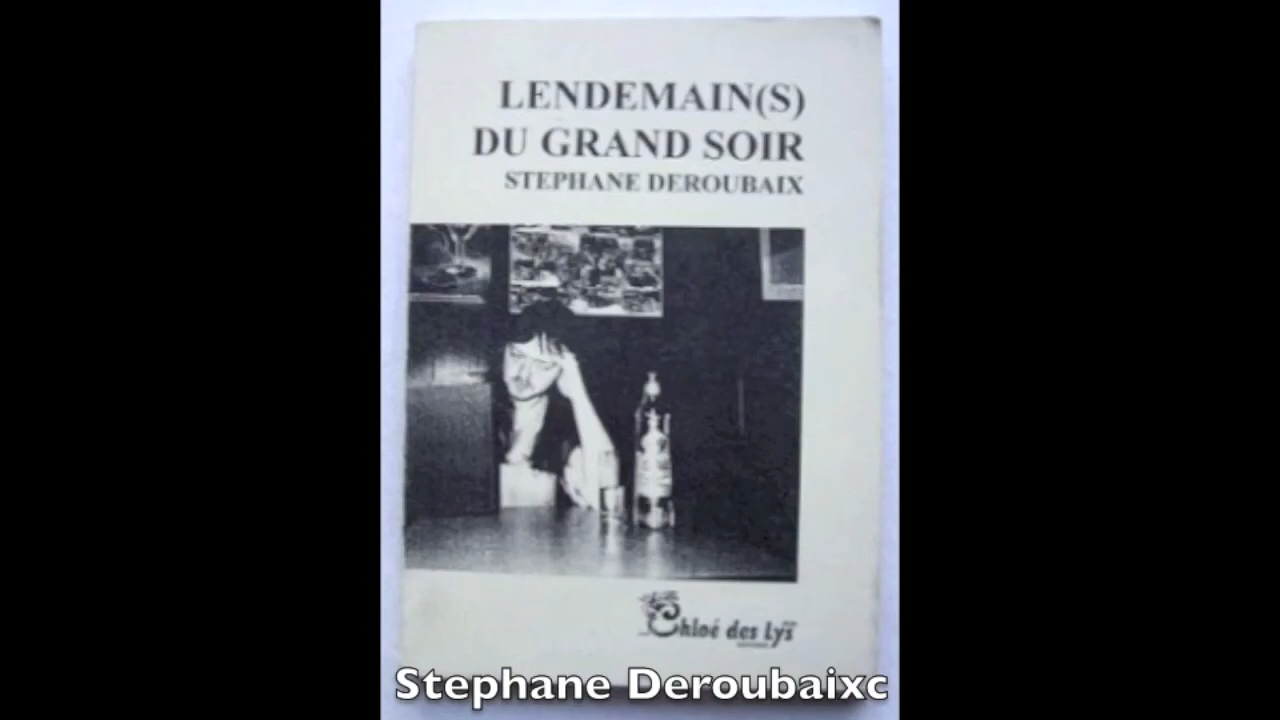 LENDEMAIN(S)
DU GRAND SOIR
STEPHANE DEROUBAIX
Chloé des Lys
Stephane Deroubaixc